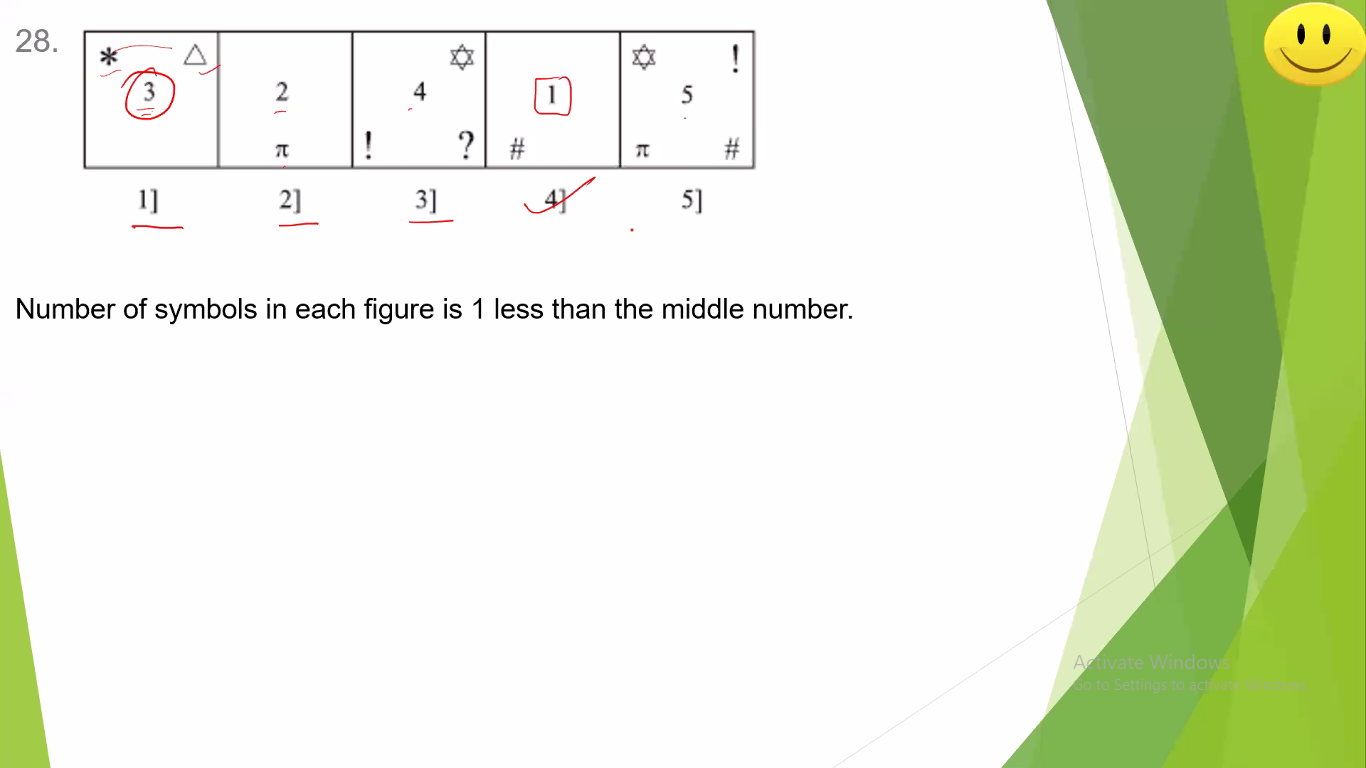 28.
* △ ✡ ✡ !
3 2 4 1 5
π ! ? # π #
1] 2] 3] 4] 5]
Number of symbols in each figure is 1 less than the middle number.
Activate Windows
Go to Settings to activate Windows.